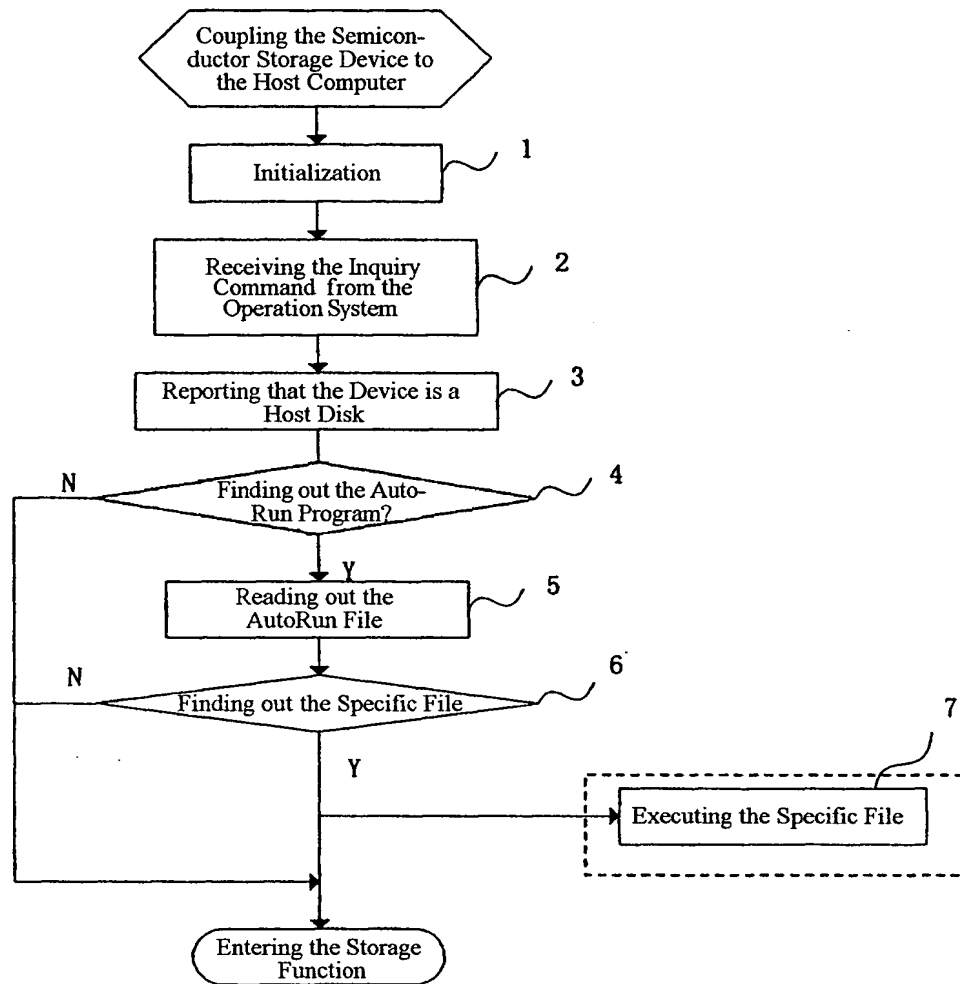 Coupling the Semicon-
ductor Storage Device to
the Host Computer
1
Initialization
2
Receiving the Inquiry
Command from the
Operation System
3
Reporting that the Device is a
Host Disk
N
4
Finding out the Auto-
Run Program?
Y
5
Reading out the
AutoRun File
N
6
Finding out the Specific File
Y
7
Executing the Specific File
Entering the Storage
Function